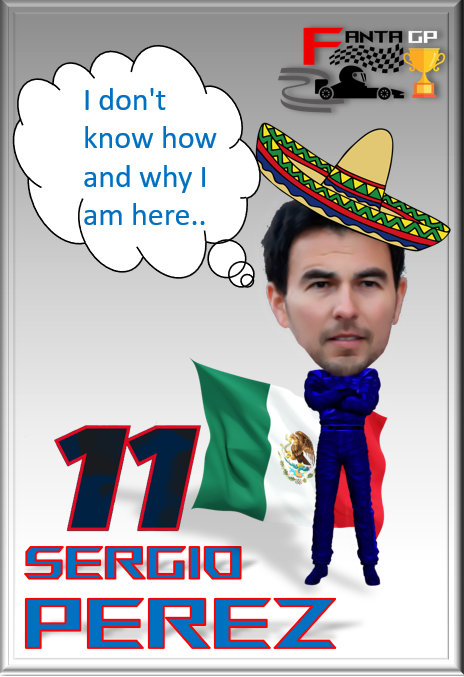 FANTA GP
I don't
know how
and why I
am here..
11
SERGIO
PEREZ